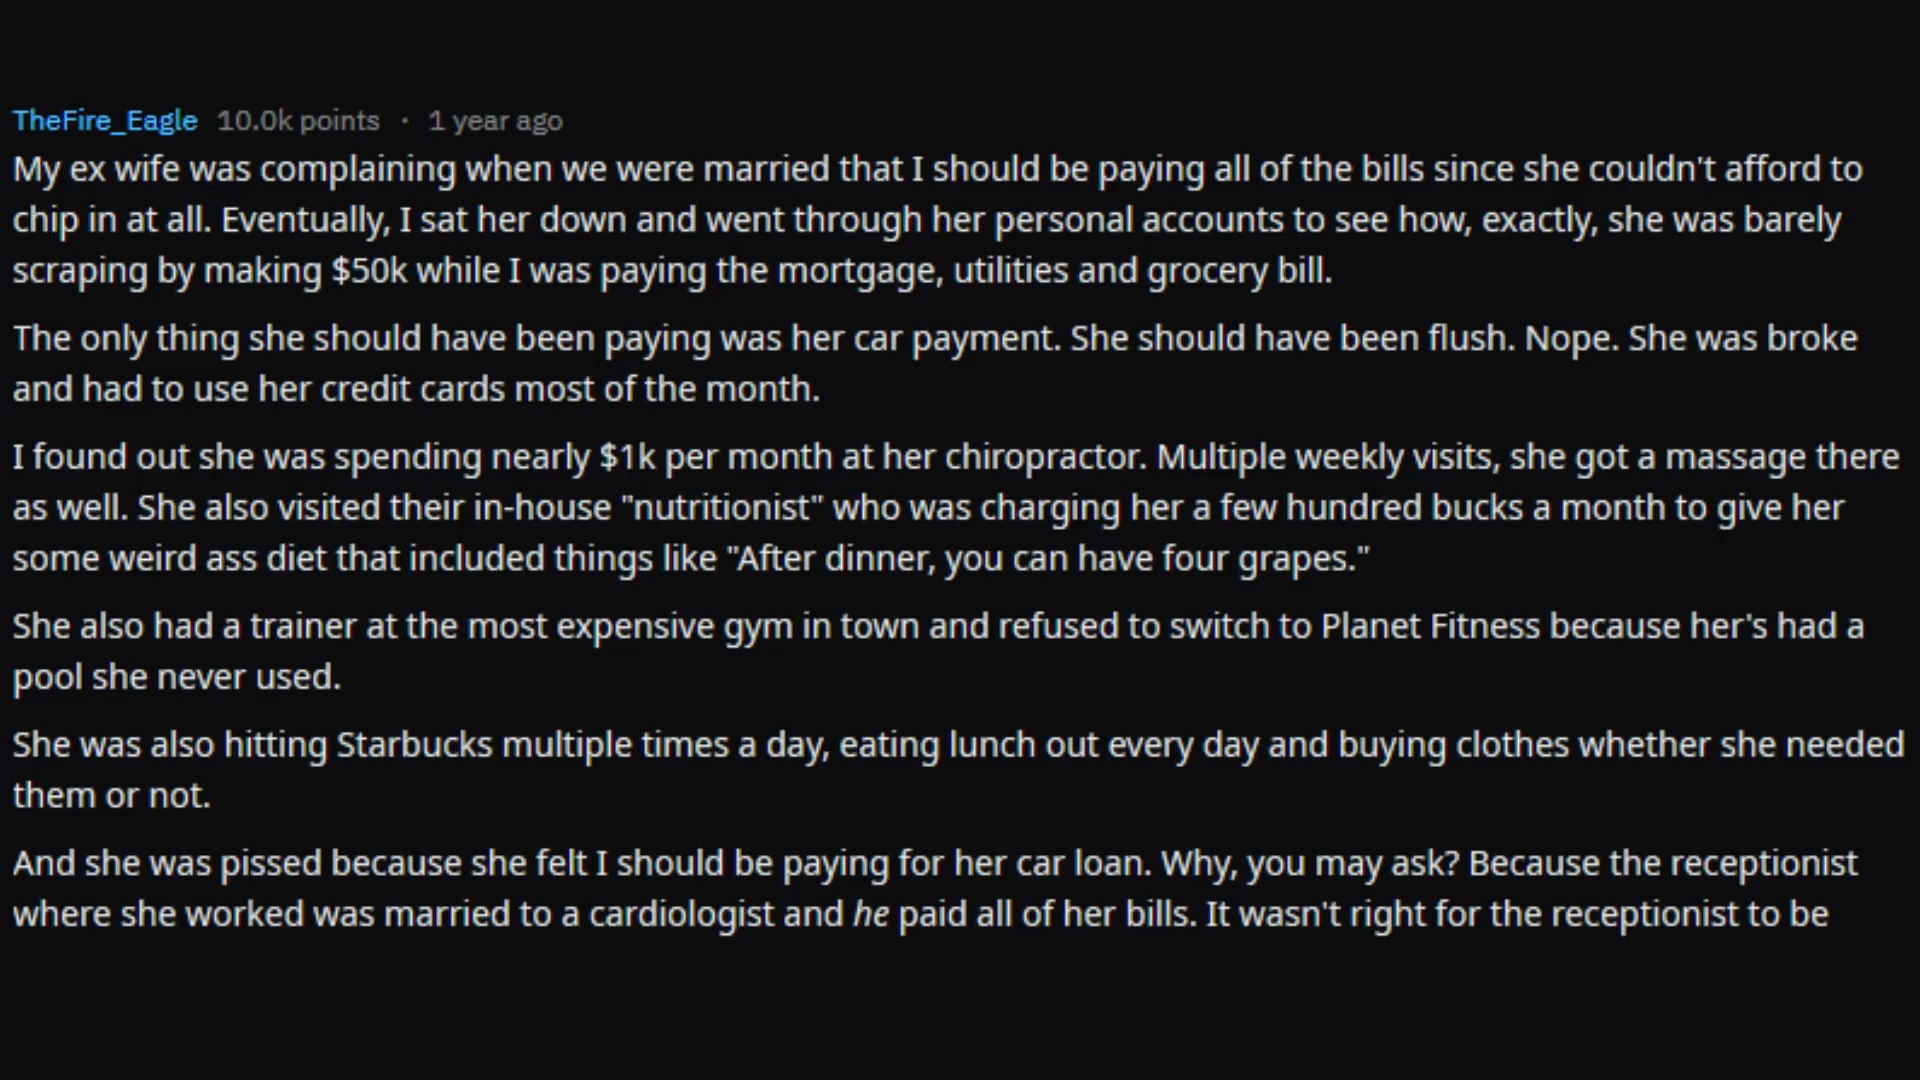 TheFire_Eagle 10.0k points · 1 year ago
My ex wife was complaining when we were married that I should be paying all of the bills since she couldn't afford to
chip in at all. Eventually, I sat her down and went through her personal accounts to see how, exactly, she was barely
scraping by making $50k while I was paying the mortgage, utilities and grocery bill.
The only thing she should have been paying was her car payment. She should have been flush. Nope. She was broke
and had to use her credit cards most of the month.
I found out she was spending nearly $1k per month at her chiropractor. Multiple weekly visits, she got a massage there
as well. She also visited their in-house "nutritionist" who was charging her a few hundred bucks a month to give her
some weird ass diet that included things like "After dinner, you can have four grapes."
She also had a trainer at the most expensive gym in town and refused to switch to Planet Fitness because her's had a
pool she never used.
She was also hitting Starbucks multiple times a day, eating lunch out every day and buying clothes whether she needed
them or not.
And she was pissed because she felt I should be paying for her car loan. Why, you may ask? Because the receptionist
where she worked was married to a cardiologist and he paid all of her bills. It wasn't right for the receptionist to be